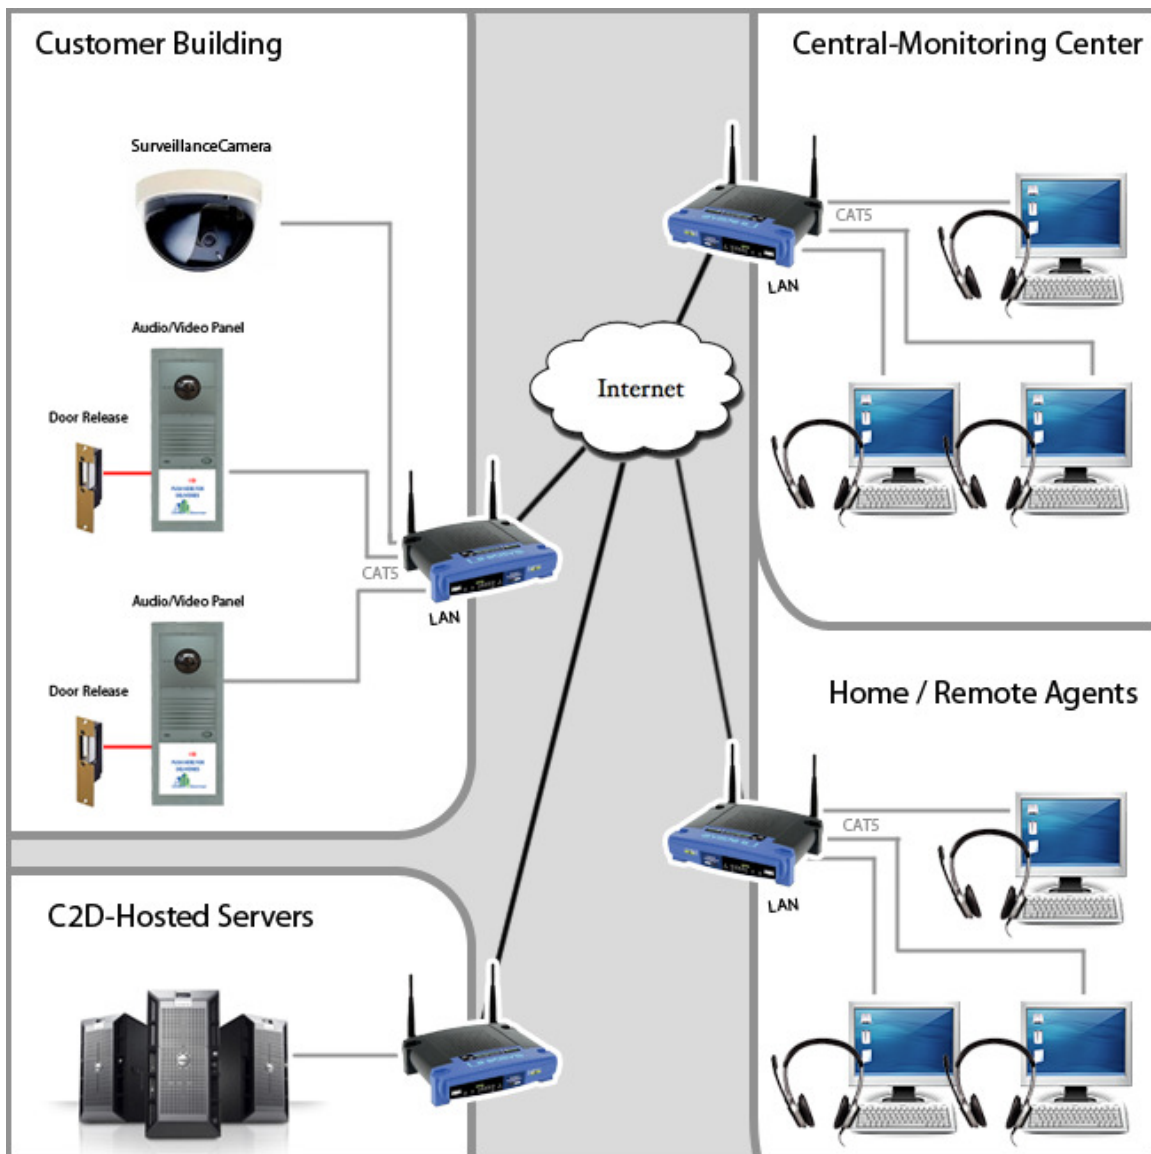 Customer Building
SurveillanceCamera
Audio/Video Panel
Door Release
CAT5
LAN
Audio/Video Panel
Door Release
C2D-Hosted Servers
Internet
Central-Monitoring Center
CAT5
LAN
Home / Remote Agents
CAT5
LAN